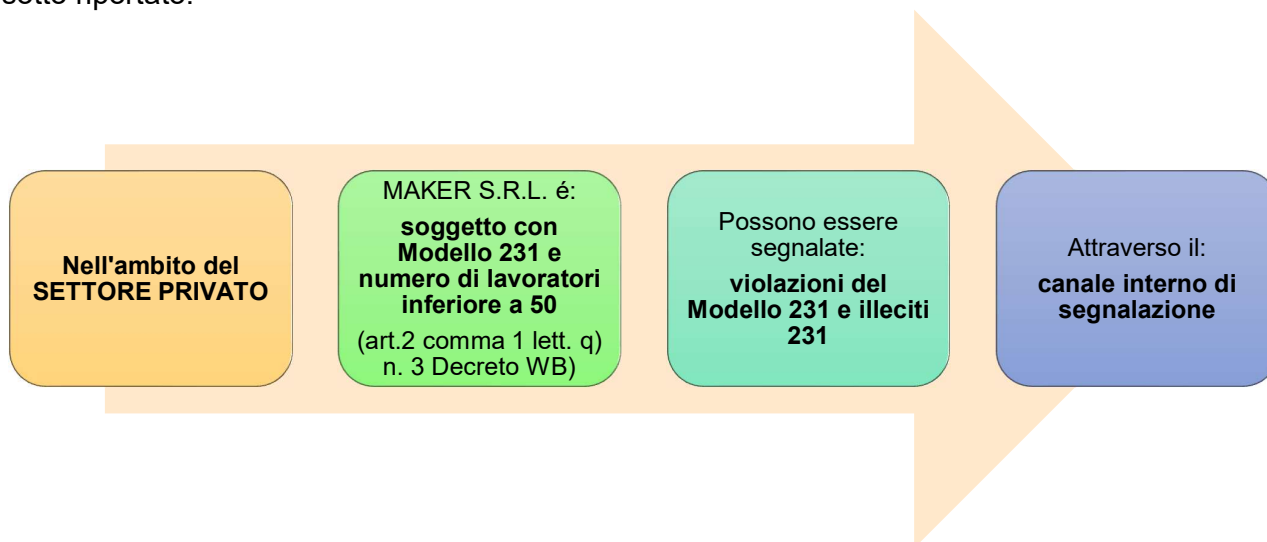 sotto riportato.
Nell'ambito del
SETTORE PRIVATO
MAKER S.R.L. é:
soggetto con
Modello 231 e
numero di lavoratori
inferiore a 50
(art.2 comma 1 lett. q)
n. 3 Decreto WB)
Possono essere
segnalate:
violazioni del
Modello 231 e illeciti
231
Attraverso il:
canale interno di
segnalazione